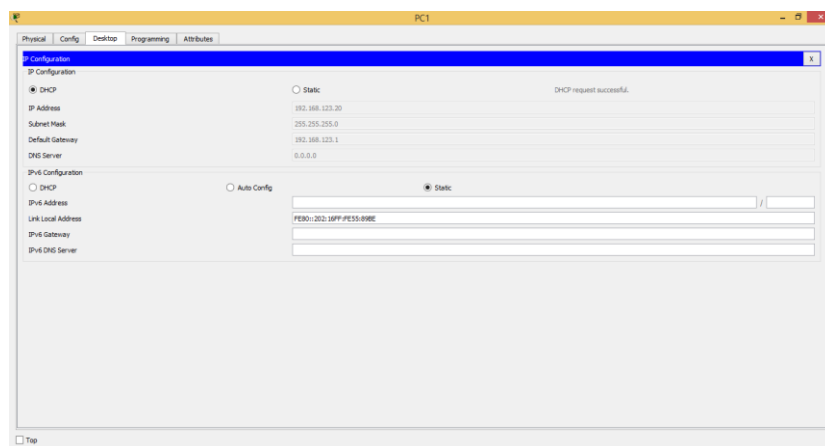 PC1
Physical Config Desktop Programming Attributes
IP Configuration X
IP Configuration
DHCP Static DHCP request successful.
IP Address 192.168.123.20
Subnet Mask 255.255.255.0
Default Gateway 192.168.123.1
DNS Server 0.0.0.0
IPv6 Configuration
DHCP Auto Config Static
IPv6 Address /
Link Local Address FE80::202:16FF:FE55:89BE
IPv6 Gateway
IPv6 DNS Server
Top